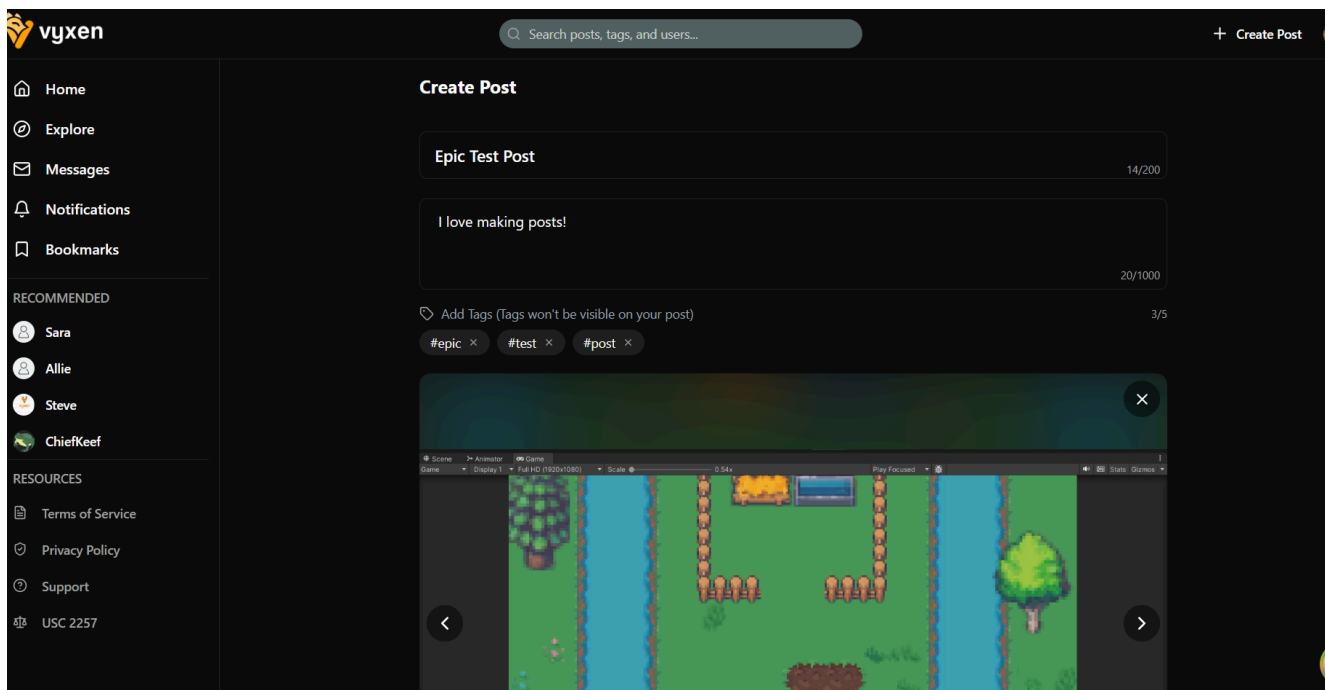 vyxen
Search posts, tags, and users...
+ Create Post
Home
Explore
Messages
Notifications
Bookmarks
RECOMMENDED
Sara
Allie
Steve
ChiefKeef
RESOURCES
Terms of Service
Privacy Policy
Support
USC 2257
Create Post
Epic Test Post
14/200
I love making posts!
20/1000
Add Tags (Tags won't be visible on your post)
3/5
#epic ×
#test ×
#post ×
Scene Animator Game
Game Display 1 Full HD (1920x1080) Scale 0.54x Play Focused Stats Gizmos